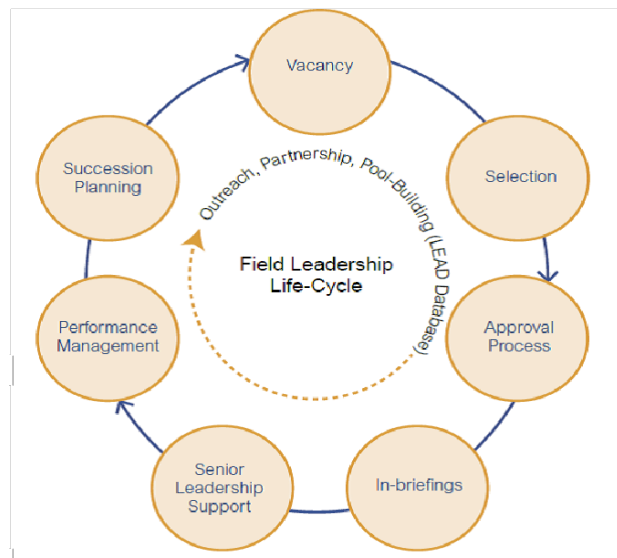 Vacancy
Selection
Approval
Process
In-briefings
Senior
Leadership
Support
Performance
Management
Succession
Planning
Outreach, Partnership, Pool-Building (LEAD Database)
Field Leadership
Life-Cycle